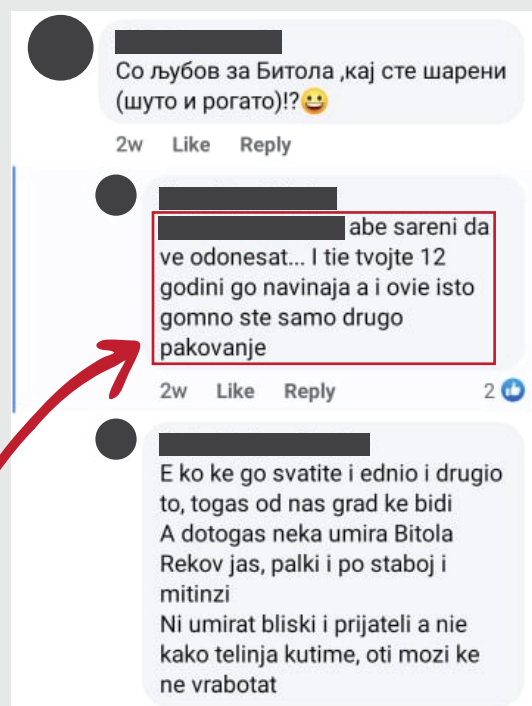 Со љубов за Битола ,кај сте шарени
(шуто и рогато)!?😀
2w Like Reply
abe sareni da
ve odonesat... I tie tvojte 12
godini go navinaja a i ovie isto
gomno ste samo drugo
pakovanje
2w Like Reply 2
E ko ke go svatite i ednio i drugio
to, togas od nas grad ke bidi
A dotogas neka umira Bitola
Rekov jas, palki i po staboj i
mitinzi
Ni umirat bliski i prijateli a nie
kako telinja kutime, oti mozi ke
ne vrabotat